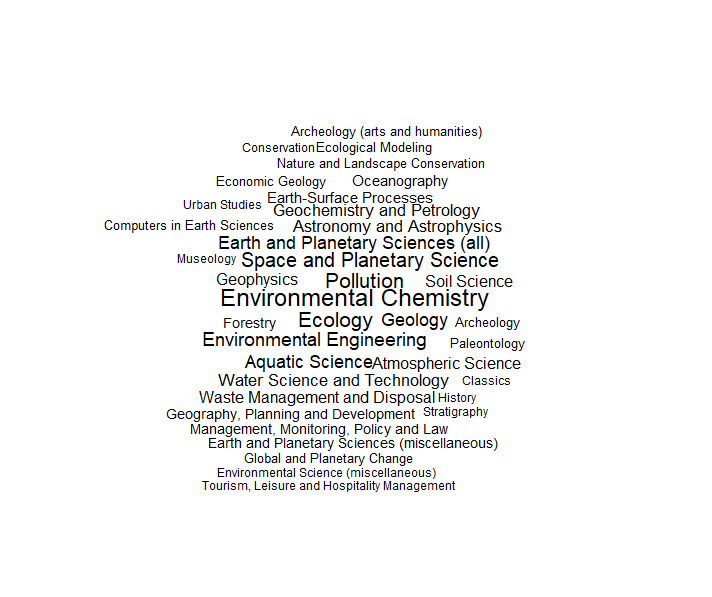 Archeology (arts and humanities)
Conservation Ecological Modeling
Nature and Landscape Conservation
Economic Geology Oceanography
Earth-Surface Processes
Urban Studies Geochemistry and Petrology
Computers in Earth Sciences Astronomy and Astrophysics
Earth and Planetary Sciences (all)
Museology Space and Planetary Science
Geophysics Pollution Soil Science
Environmental Chemistry
Forestry Ecology Geology Archeology
Environmental Engineering Paleontology
Aquatic Science Atmospheric Science
Water Science and Technology Classics
Waste Management and Disposal History
Geography, Planning and Development Stratigraphy
Management, Monitoring, Policy and Law
Earth and Planetary Sciences (miscellaneous)
Global and Planetary Change
Environmental Science (miscellaneous)
Tourism, Leisure and Hospitality Management